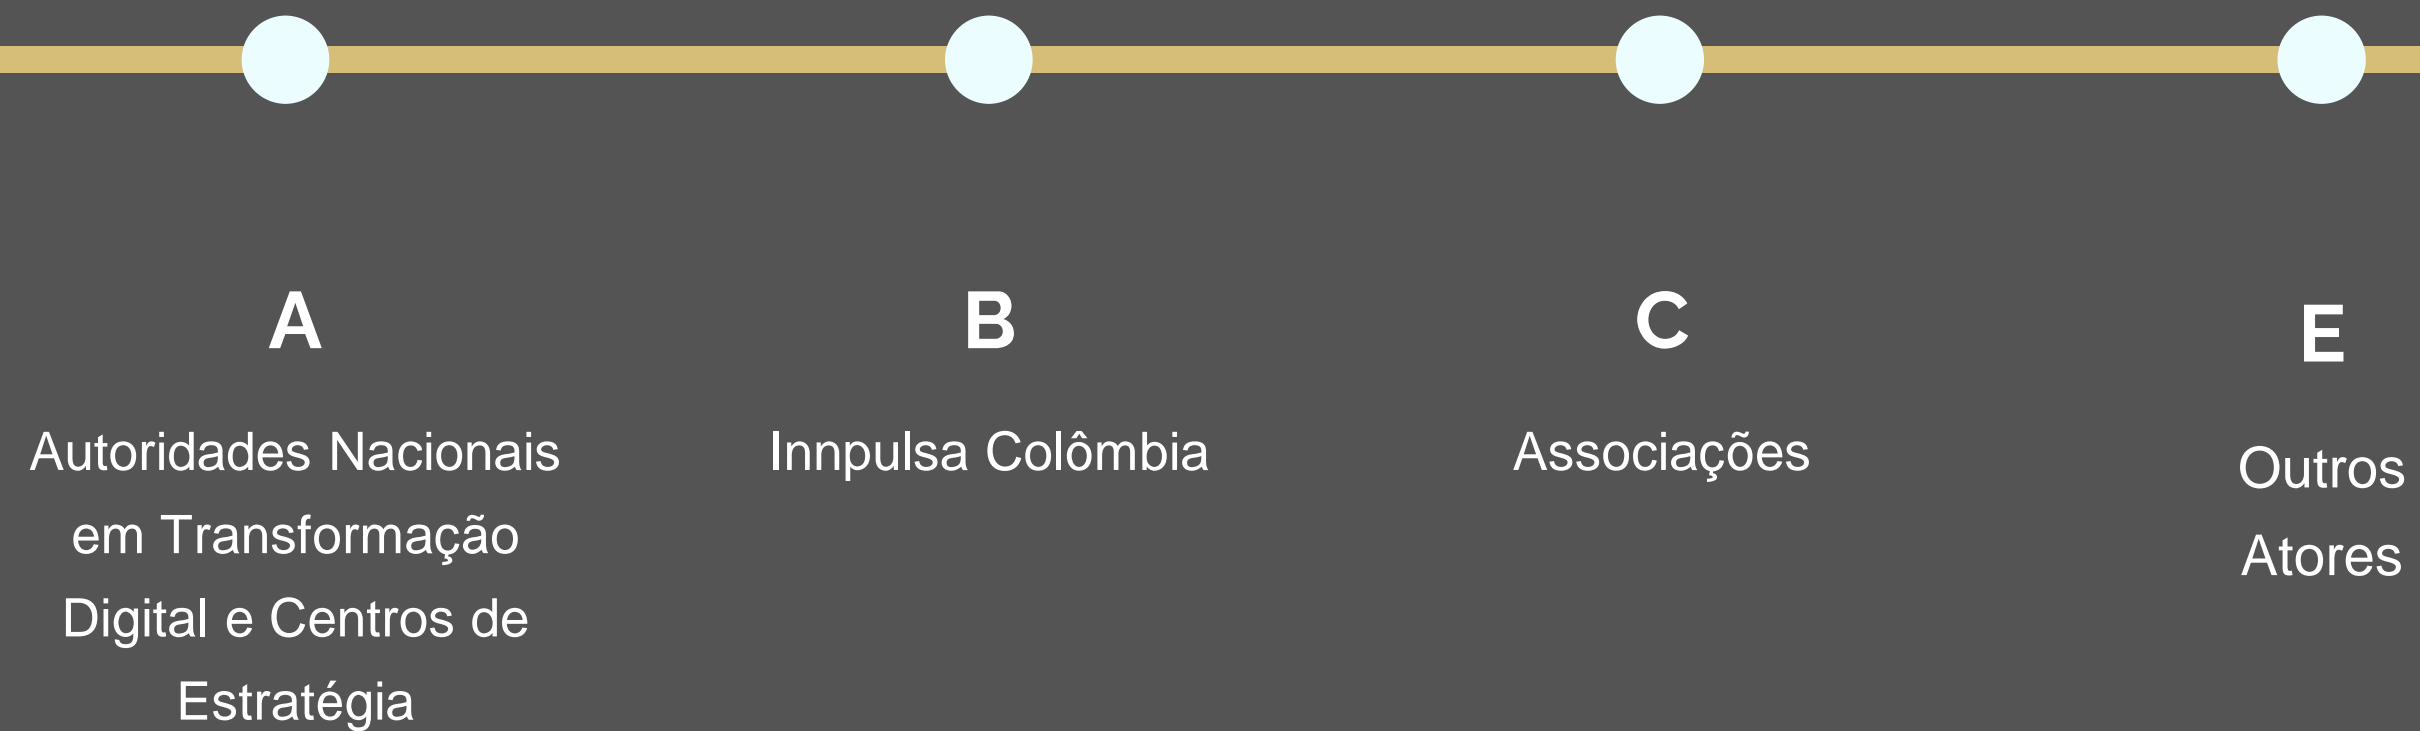 A
Autoridades Nacionais
em Transformação
Digital e Centros de
Estratégia
B
Innpulsa Colômbia
C
Associações
E
Outros
Atores